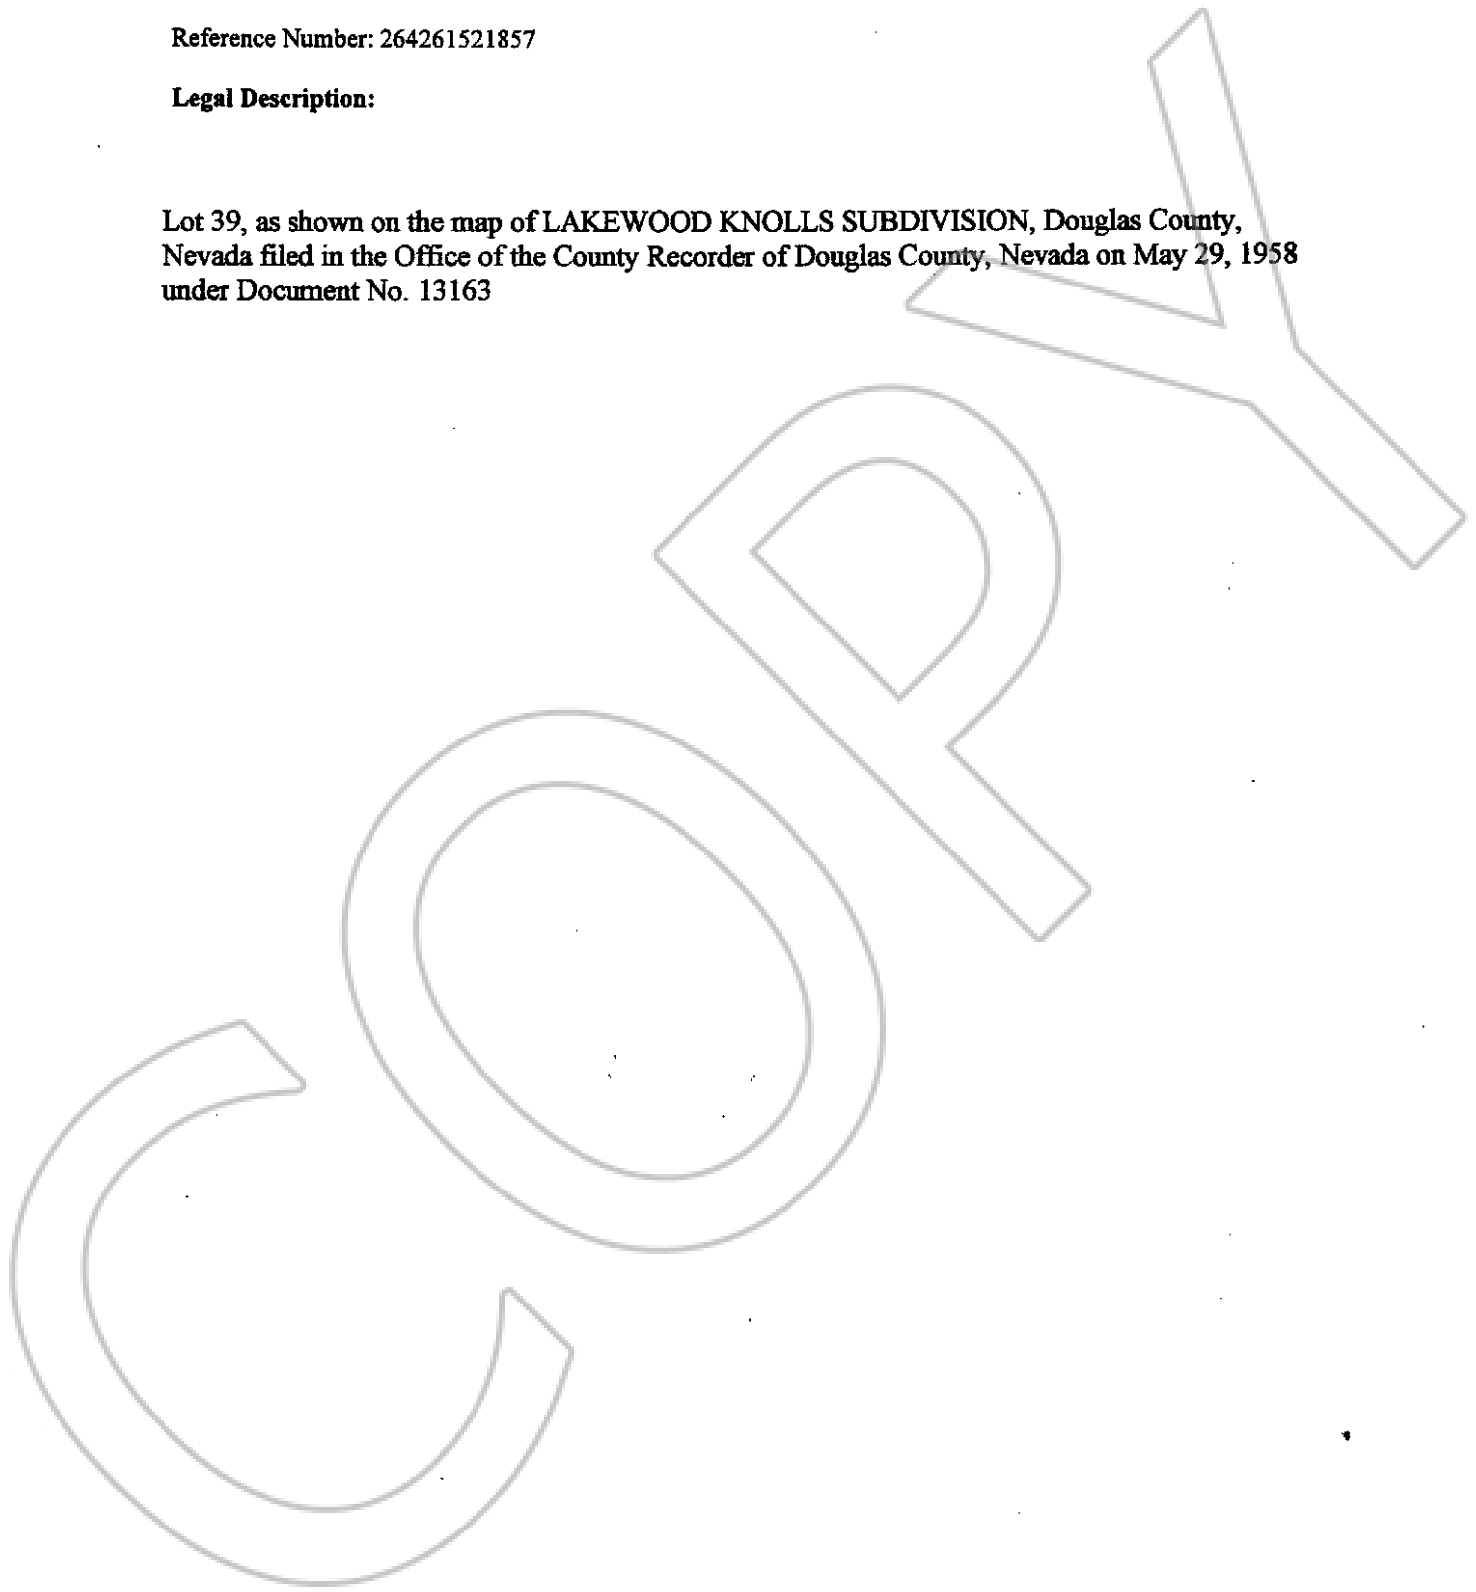 Reference Number: 264261521857
Legal Description:
Lot 39, as shown on the map of LAKEWOOD KNOLLS SUBDIVISION, Douglas County,
Nevada filed in the Office of the County Recorder of Douglas County, Nevada on May 29, 1958
under Document No. 13163
COPY